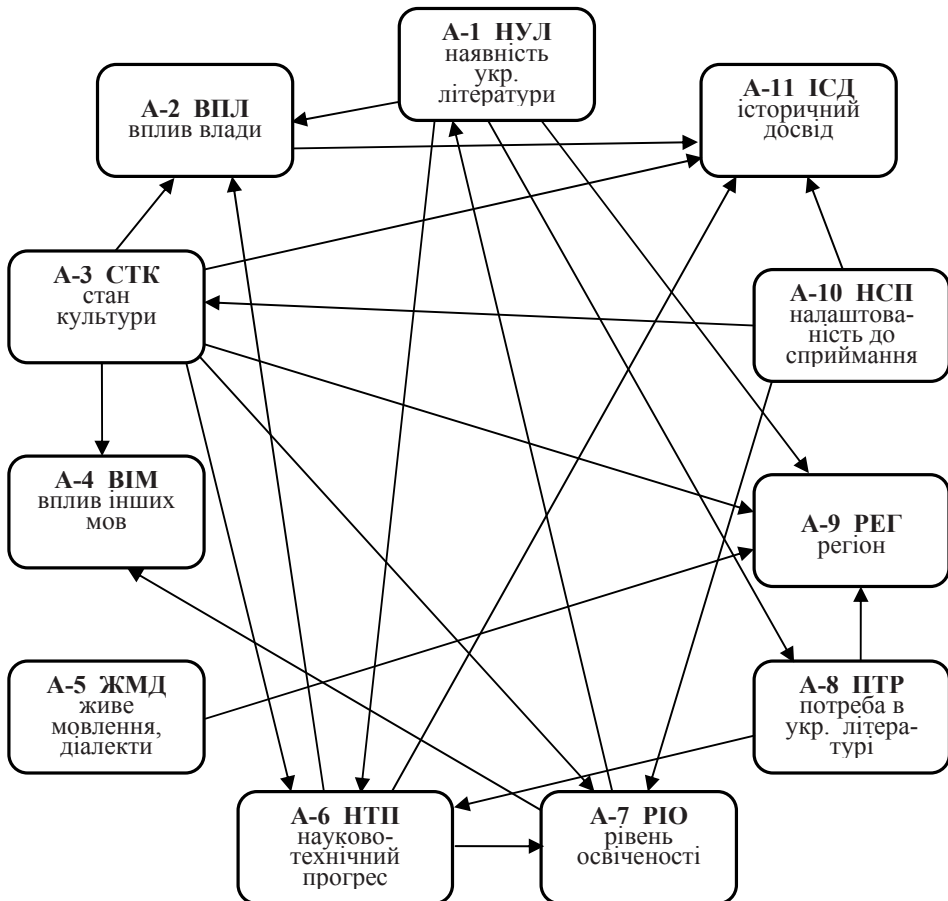 А-1 НУЛ
наявність
укр.
літератури
А-2 ВПЛ
вплив влади
А-11 ІСД
історичний
досвід
А-3 СТК
стан
культури
А-10 НСП
налаштова-
ність до
сприймання
А-4 ВІМ
вплив інших
мов
А-9 РЕГ
регіон
А-5 ЖМД
живе
мовлення,
діалекти
А-8 ПТР
потреба в
укр. літера-
турі
А-6 НТП
науково-
технічний
прогрес
А-7 РІО
рівень
освіченості